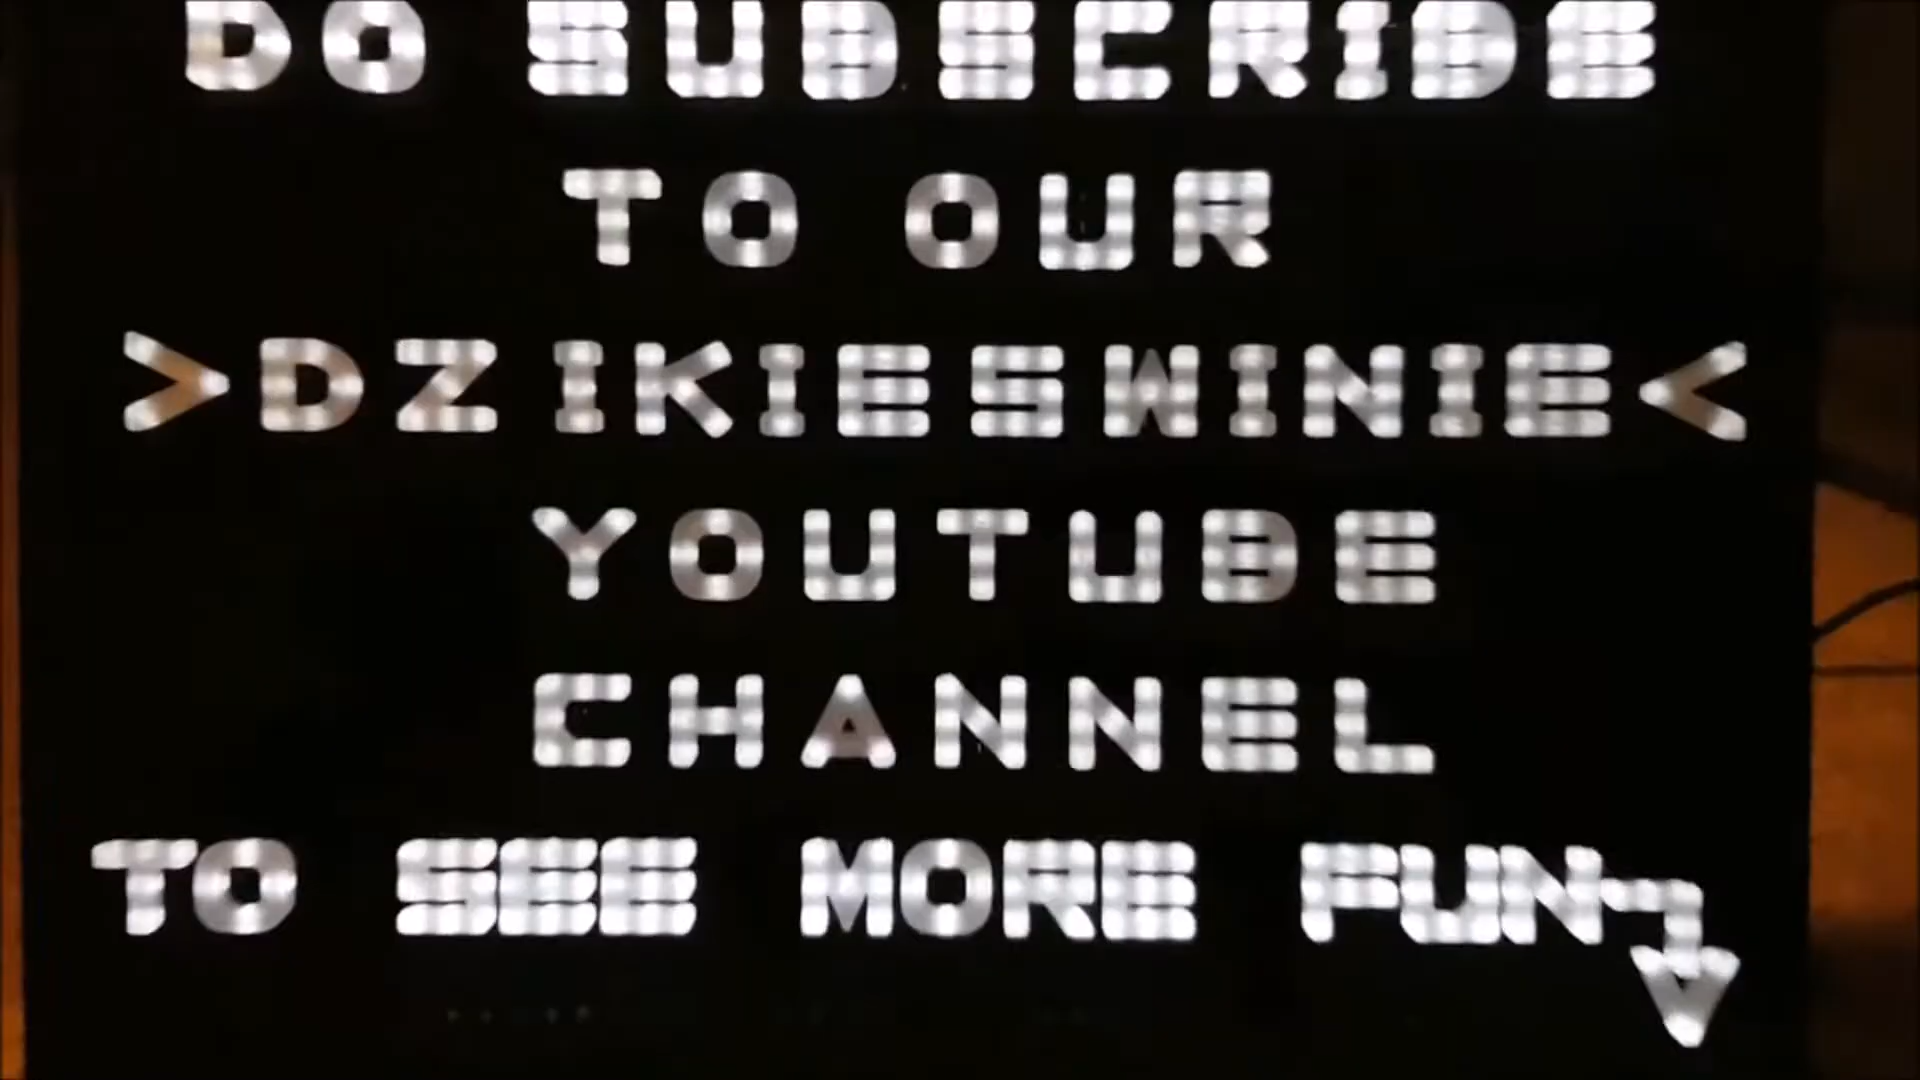 DO SUBSCRIBE
TO OUR
>DZIKIESWINIE<
YOUTUBE
CHANNEL
TO SEE MORE FUN